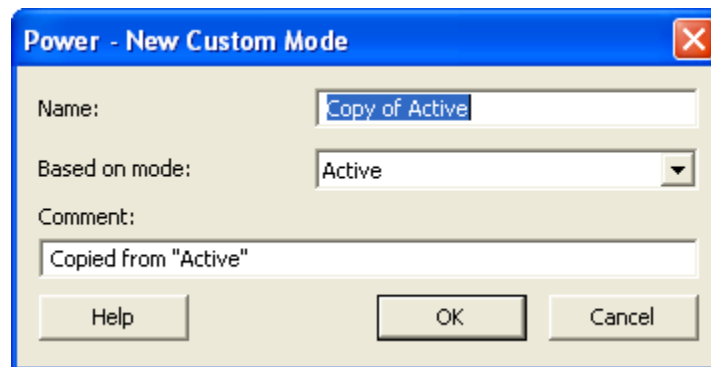 Power - New Custom Mode
Name: Copy of Active
Based on mode: Active
Comment:
Copied from "Active"
Help OK Cancel